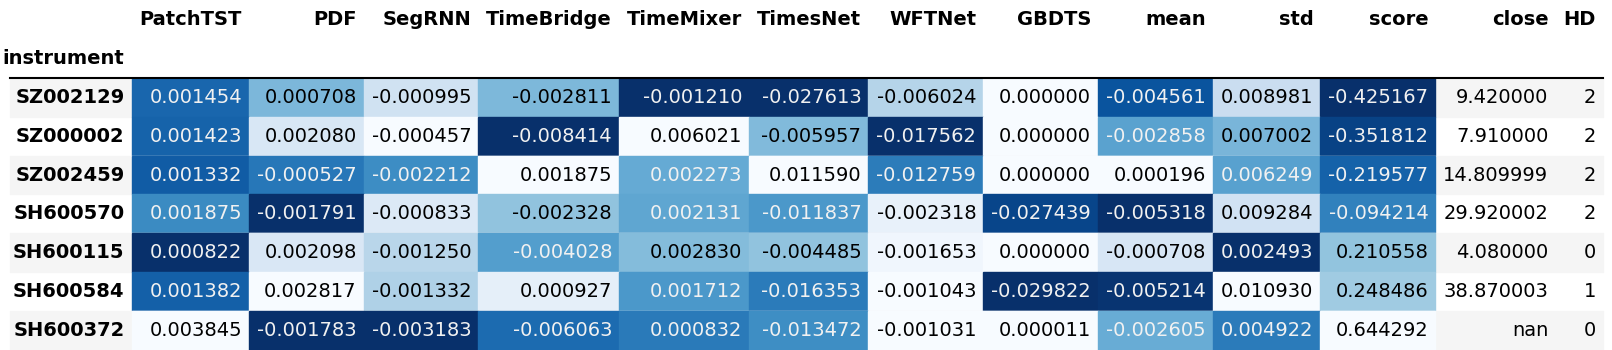 PatchTST PDF SegRNN TimeBridge TimeMixer TimesNet WFTNet GBDTS mean std score close HD
instrument
SZ002129 0.001454 0.000708 -0.000995 -0.002811 -0.001210 -0.027613 -0.006024 0.000000 -0.004561 0.008981 -0.425167 9.420000 2
SZ000002 0.001423 0.002080 -0.000457 -0.008414 0.006021 -0.005957 -0.017562 0.000000 -0.002858 0.007002 -0.351812 7.910000 2
SZ002459 0.001332 -0.000527 -0.002212 0.001875 0.002273 0.011590 -0.012759 0.000000 0.000196 0.006249 -0.219577 14.809999 2
SH600570 0.001875 -0.001791 -0.000833 -0.002328 0.002131 -0.011837 -0.002318 -0.027439 -0.005318 0.009284 -0.094214 29.920002 2
SH600115 0.000822 0.002098 -0.001250 -0.004028 0.002830 -0.004485 -0.001653 0.000000 -0.000708 0.002493 0.210558 4.080000 0
SH600584 0.001382 0.002817 -0.001332 0.000927 0.001712 -0.016353 -0.001043 -0.029822 -0.005214 0.010930 0.248486 38.870003 1
SH600372 0.003845 -0.001783 -0.003183 -0.006063 0.000832 -0.013472 -0.001031 0.000011 -0.002605 0.004922 0.644292 nan 0